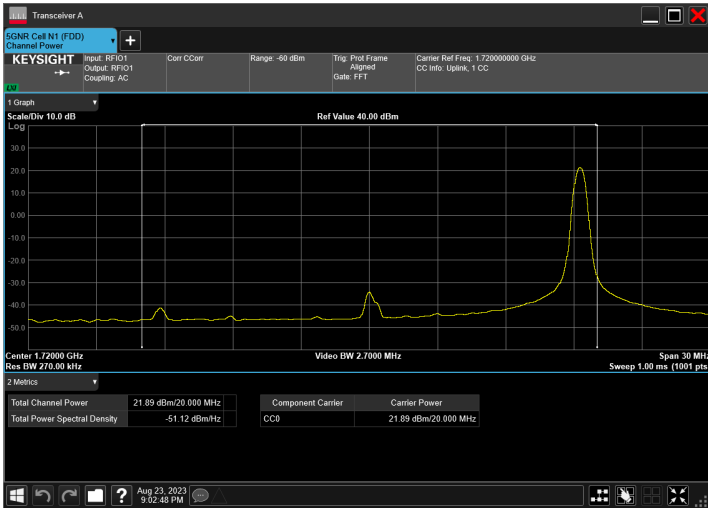 Transceiver A
5GNR Cell N1 (FDD)
Channel Power
KEYSIGHT
Input: RFIO1
Output: RFIO1
Coupling: AC
Corr CCorr
Range: -60 dBm
Trig: Prot Frame
Aligned
Gate: FFT
Carrier Ref Freq: 1.720000000 GHz
CC Info: Uplink, 1 CC
LXI
1 Graph
Scale/Div 10.0 dB
Ref Value 40.00 dBm
Log
30.0
20.0
10.0
0.00
-10.0
-20.0
-30.0
-40.0
-50.0
Center 1.72000 GHz
Video BW 2.7000 MHz
Span 30 MHz
Res BW 270.00 kHz
Sweep 1.00 ms (1001 pts
2 Metrics
Total Channel Power 21.89 dBm/20.000 MHz
Total Power Spectral Density -51.12 dBm/Hz
Component Carrier Carrier Power
CC0 21.89 dBm/20.000 MHz
?
Aug 23, 2023
9:02:48 PM